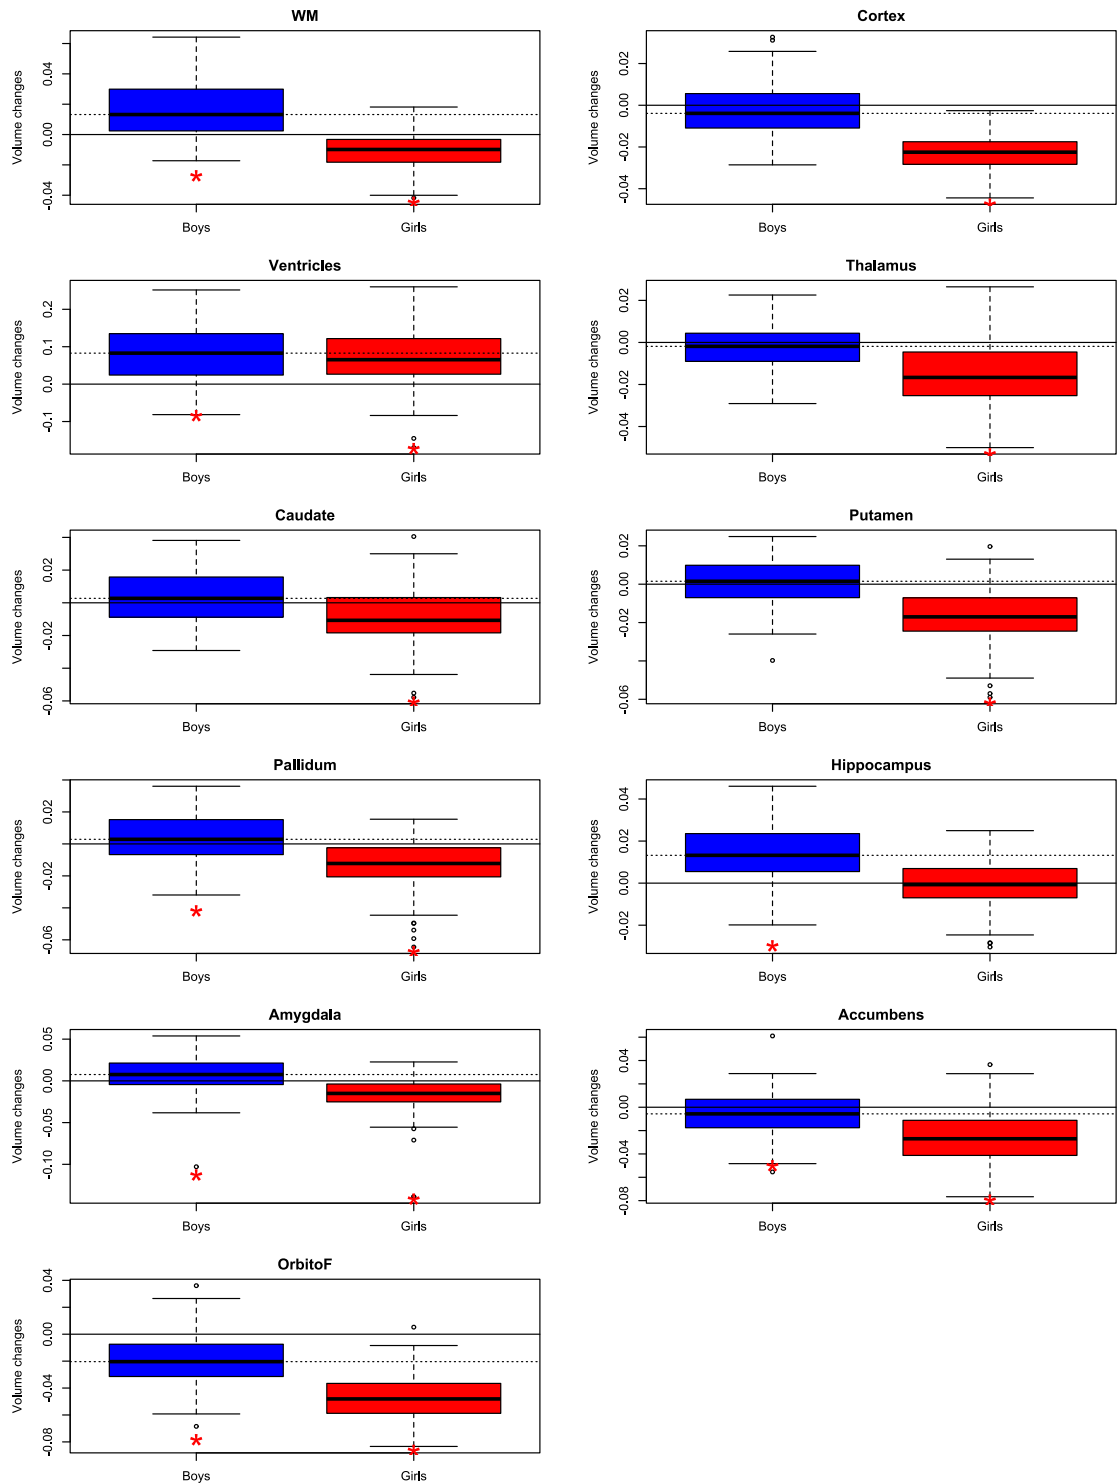 WM
Volume changes
0.04
0.00
-0.04
Boys
Girls
Cortex
Volume changes
0.02
0.00
-0.02
-0.04
Boys
Girls
Ventricles
Volume changes
0.2
0.1
0.0
-0.1
Boys
Girls
Thalamus
Volume changes
0.02
0.00
-0.02
-0.04
Boys
Girls
Caudate
Volume changes
0.02
-0.02
-0.06
Boys
Girls
Putamen
Volume changes
0.02
0.00
-0.02
-0.06
Boys
Girls
Pallidum
Volume changes
0.02
-0.02
-0.06
Boys
Girls
Hippocampus
Volume changes
0.04
0.02
0.00
-0.02
Boys
Girls
Amygdala
Volume changes
0.05
0.00
-0.05
-0.10
Boys
Girls
Accumbens
Volume changes
0.04
0.00
-0.04
-0.08
Boys
Girls
OrbitoF
Volume changes
0.04
0.00
-0.04
-0.08
Boys
Girls